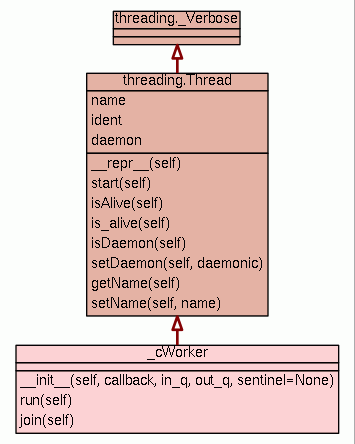 threading._Verbose
threading.Thread
name
ident
daemon
__repr__(self)
start(self)
isAlive(self)
is_alive(self)
isDaemon(self)
setDaemon(self, daemonic)
getName(self)
setName(self, name)
_cWorker
__init__(self, callback, in_q, out_q, sentinel=None)
run(self)
join(self)